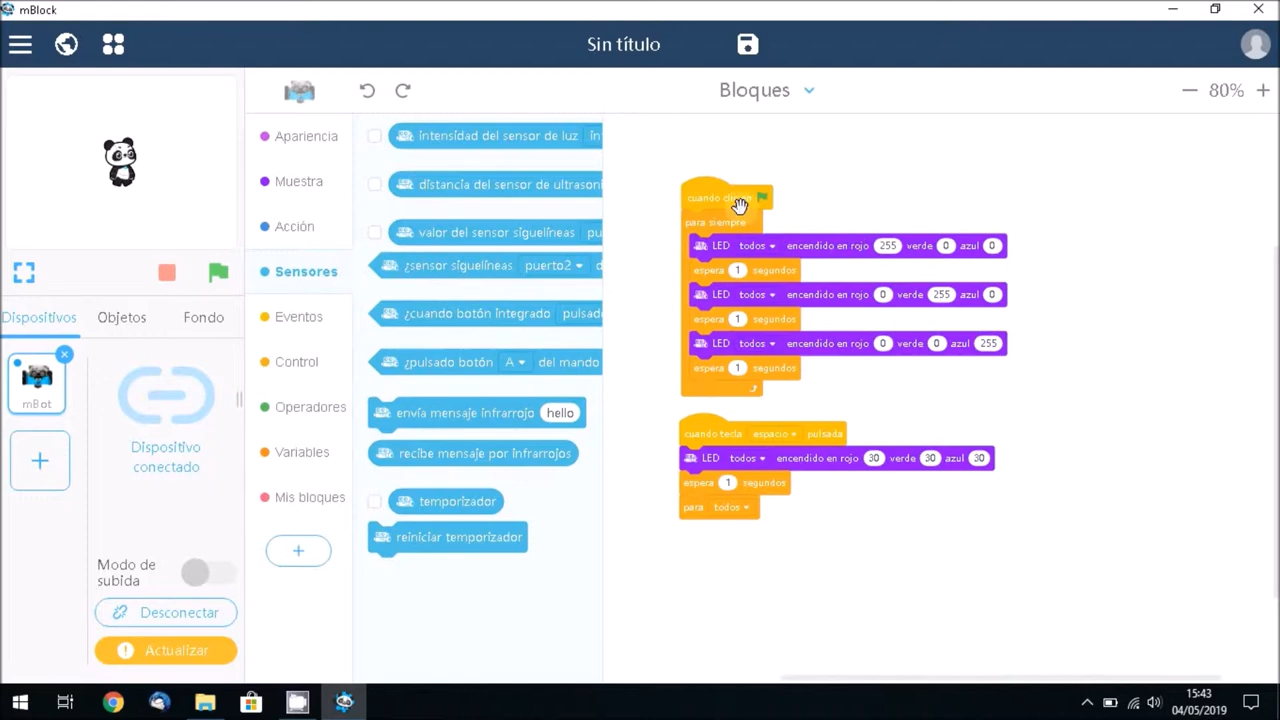 mBlock
Sin título
Bloques
80%
Apariencia
Muestra
Acción
Sensores
Eventos
Control
Operadores
Variables
Mis bloques
Dispositivos
Objetos
Fondo
mBot
Dispositivo
conectado
Modo de
subida
Desconectar
Actualizar
intensidad del sensor de luz
distancia del sensor de ultrasoni
valor del sensor siguelíneas pu
¿sensor siguelíneas puerto2 d
¿cuando botón integrado pulsad
¿pulsado botón A del mando
envía mensaje infrarrojo hello
recibe mensaje por infrarrojos
temporizador
reiniciar temporizador
cuando
para siempre
LED todos encendido en rojo 255 verde 0 azul 0
espera 1 segundos
LED todos encendido en rojo 0 verde 255 azul 0
espera 1 segundos
LED todos encendido en rojo 0 verde 0 azul 255
espera 1 segundos
cuando tecla espacio pulsada
LED todos encendido en rojo 30 verde 30 azul 30
espera 1 segundos
para todos
15:43
04/05/2019